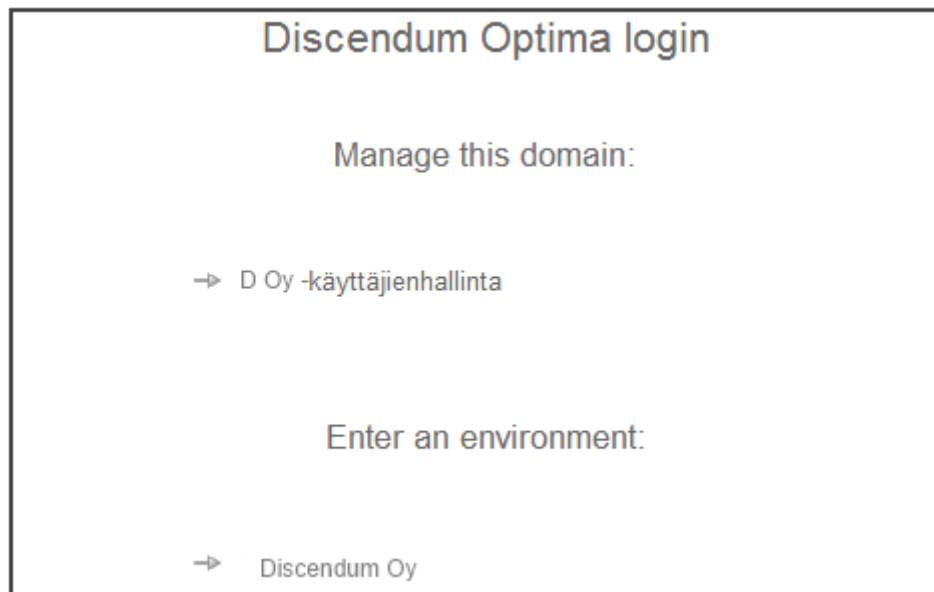 Discendum Optima login
Manage this domain:
D Oy -käyttäjienhallinta
Enter an environment:
Discendum Oy